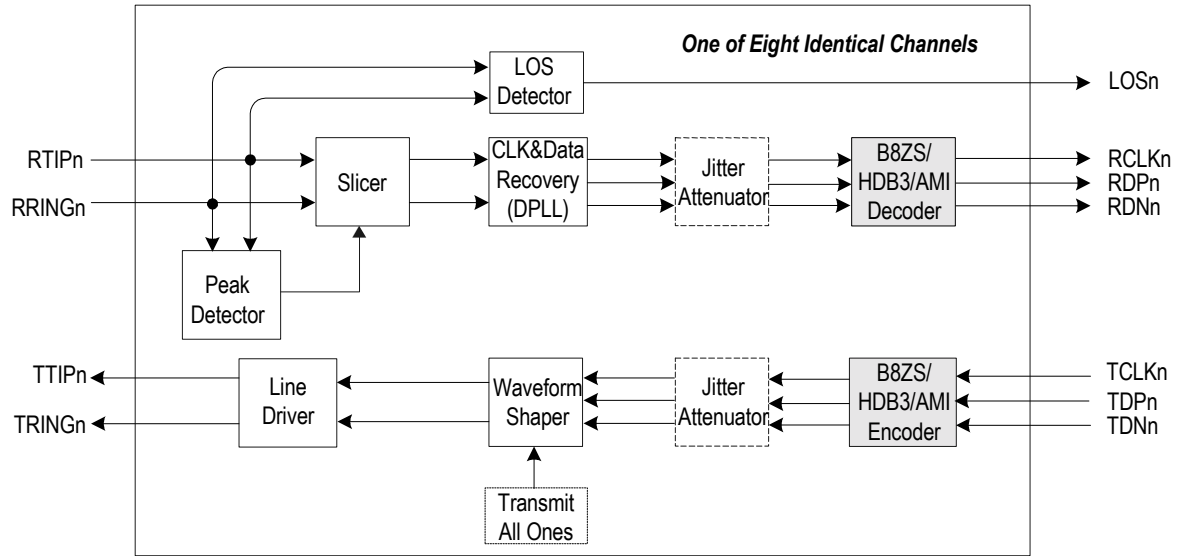 One of Eight Identical Channels
LOS
Detector
LOSn
RTIPn
RRINGn
Slicer
CLK&Data
Recovery
(DPLL)
Jitter
Attenuator
B8ZS/
HDB3/AMI
Decoder
RCLKn
RDPn
RDNn
Peak
Detector
TTIPn
TRINGn
Line
Driver
Waveform
Shaper
Jitter
Attenuator
B8ZS/
HDB3/AMI
Encoder
TCLKn
TDPn
TDNn
Transmit
All Ones